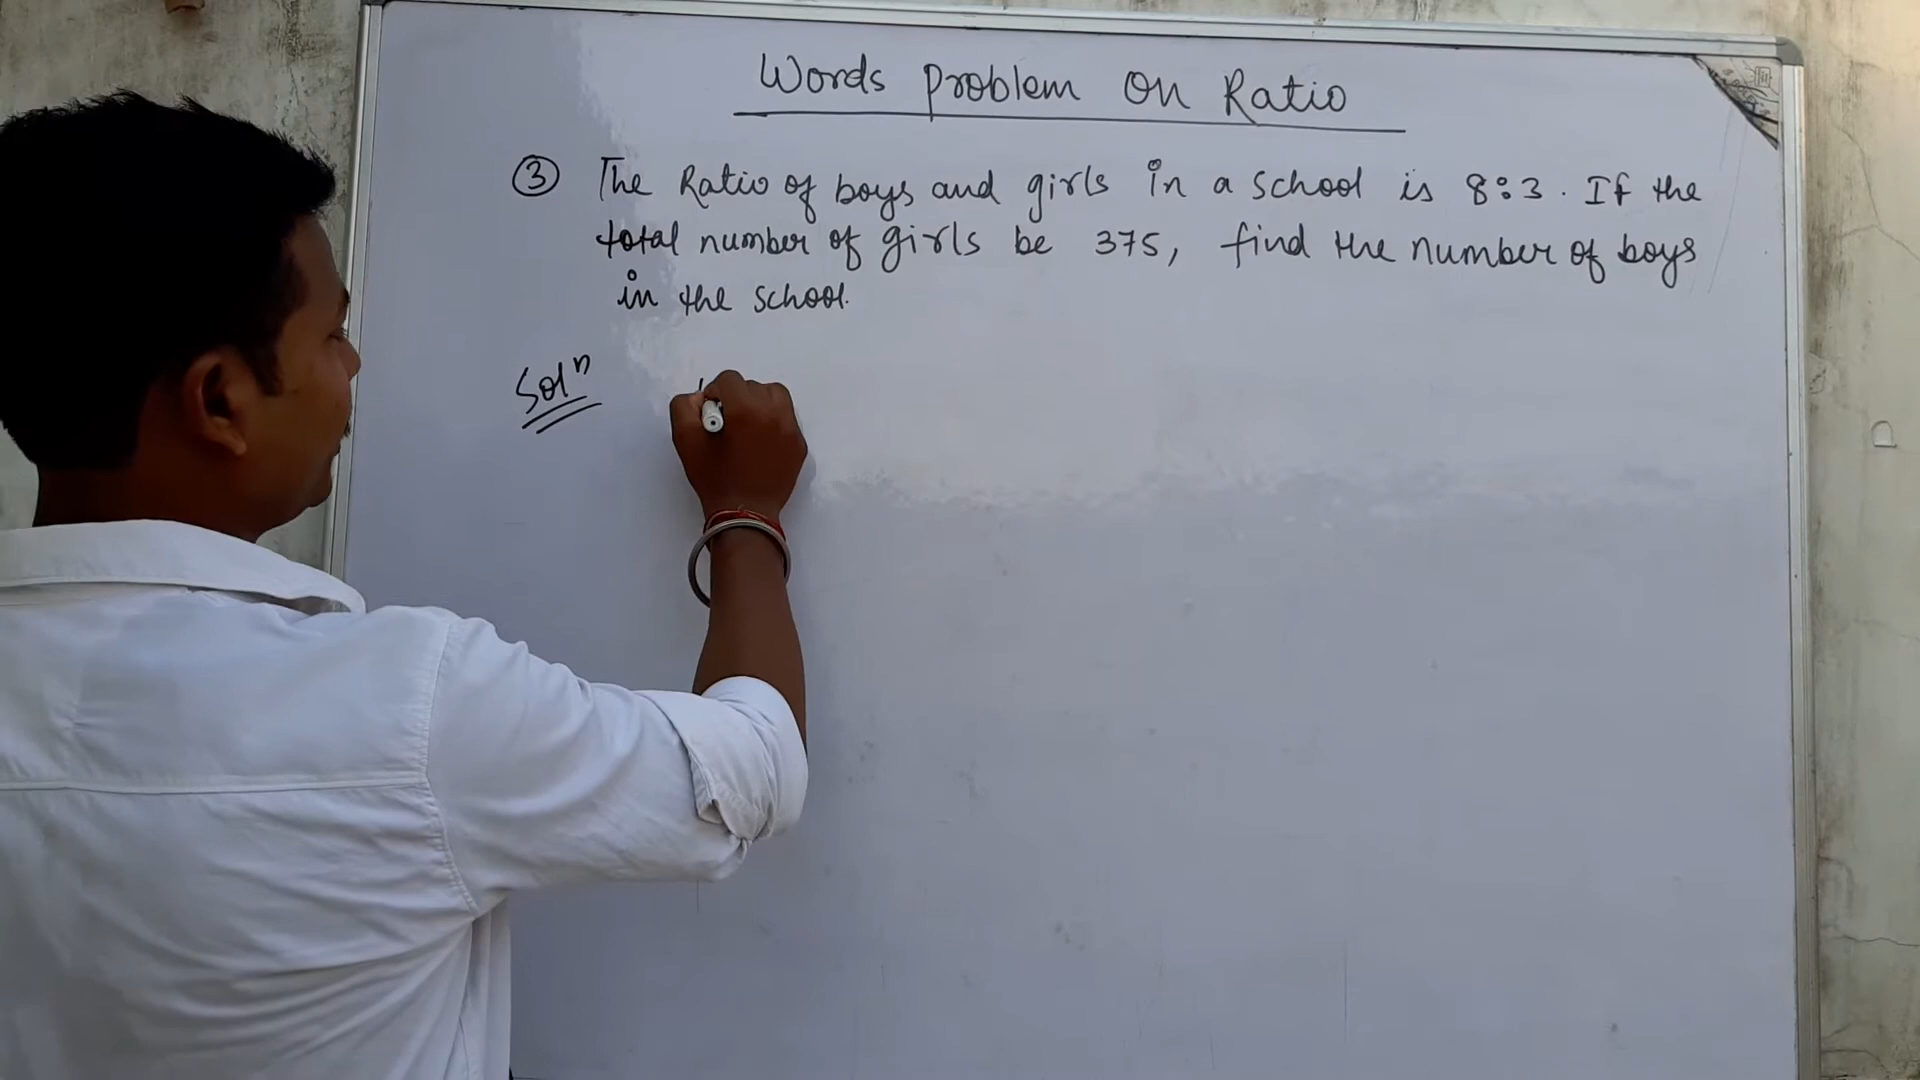 Words Problem on Ratio
③ The Ratio of boys and girls in a school is 8:3. If the
total number of girls be 375, find the number of boys
in the school.
Solⁿ